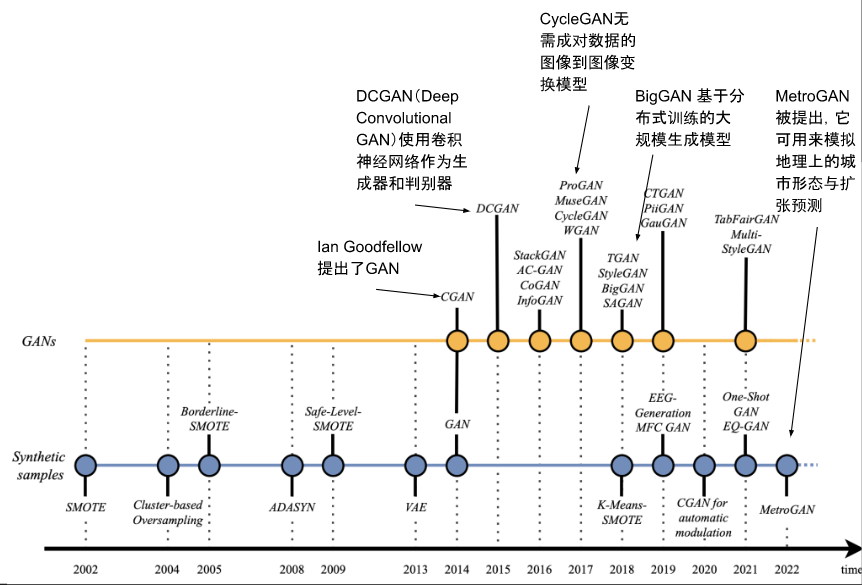 CycleGAN无
需成对数据的
图像到图像变
换模型
DCGAN(Deep
Convolutional
GAN)使用卷积
神经网络作为生
成器和判别器
BigGAN 基于分
布式训练的大
规模生成模型
MetroGAN
被提出, 它
可用来模拟
地理上的城
市形态与扩
张预测
Ian Goodfellow
提出了GAN
CGAN
DCGAN
StackGAN
AC-GAN
CoGAN
InfoGAN
ProGAN
MuseGAN
CycleGAN
WGAN
TGAN
StyleGAN
BigGAN
SAGAN
CTGAN
PiiGAN
GauGAN
TabFairGAN
Multi-
StyleGAN
GANs
Borderline-
SMOTE
Safe-Level-
SMOTE
GAN
EEG-
Generation
MFC GAN
One-Shot
GAN
EQ-GAN
Synthetic
samples
SMOTE
Cluster-based
Oversampling
ADASYN
VAE
K-Means-
SMOTE
CGAN for
automatic
modulation
MetroGAN
2002
2004
2005
2008
2009
2013
2014
2015
2016
2017
2018
2019
2020
2021
2022
time